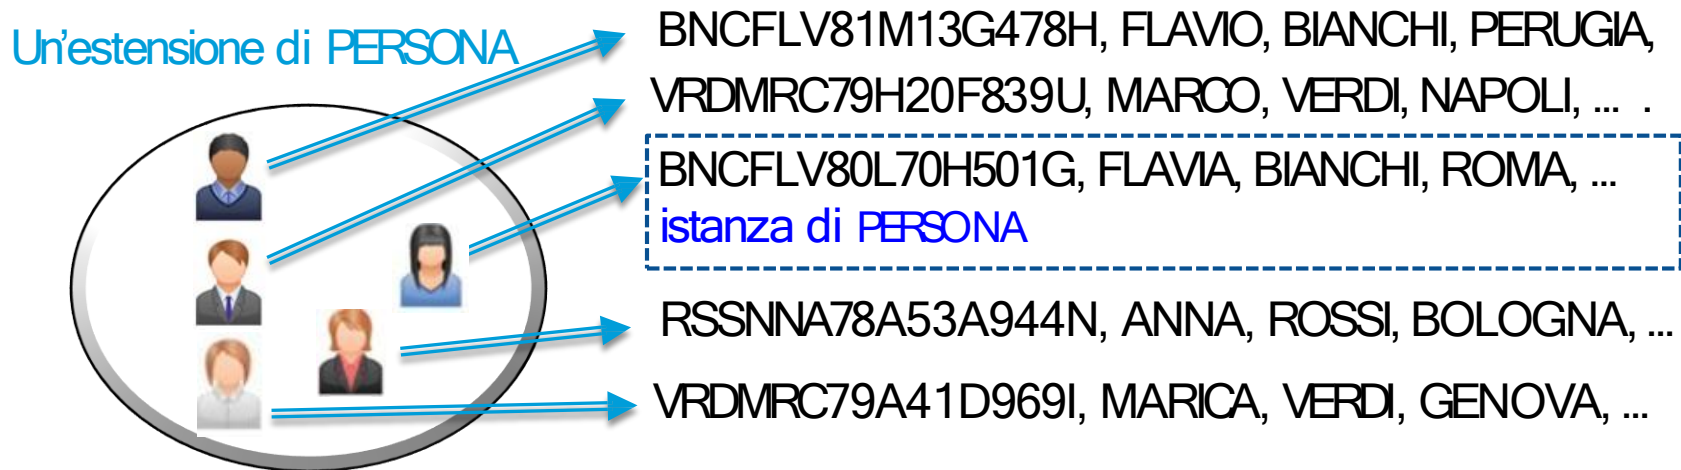 Un'estensione di PERSONA
BNCFLV81M13G478H, FLAVIO, BIANCHI, PERUGIA,
VRDMRC79H20F839U, MARCO, VERDI, NAPOLI, ... .
BNCFLV80L70H501G, FLAVIA, BIANCHI, ROMA, ...
istanza di PERSONA
RSSNNA78A53A944N, ANNA, ROSSI, BOLOGNA, ...
VRDMRC79A41D969I, MARICA, VERDI, GENOVA, ...